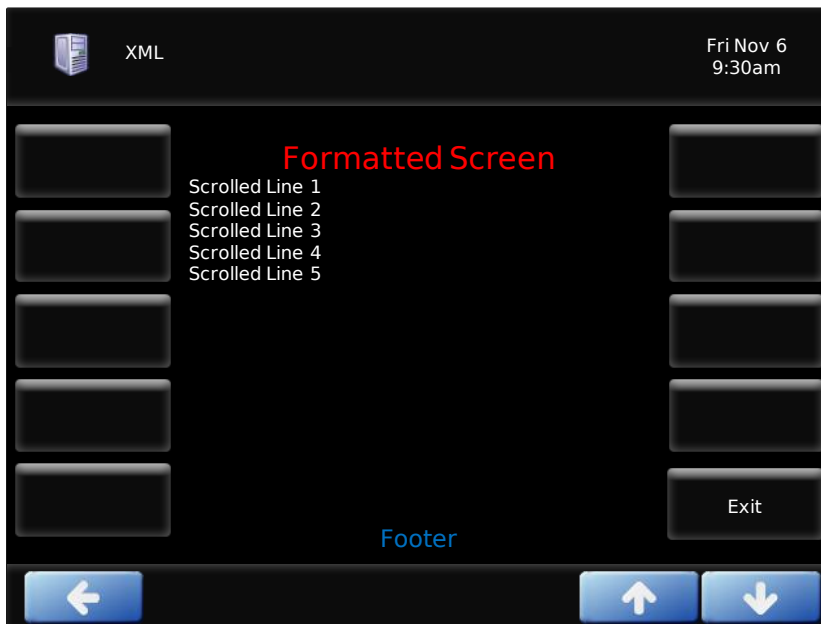 XML
Fri Nov 6
9:30am
Formatted Screen
Scrolled Line 1
Scrolled Line 2
Scrolled Line 3
Scrolled Line 4
Scrolled Line 5
Exit
Footer